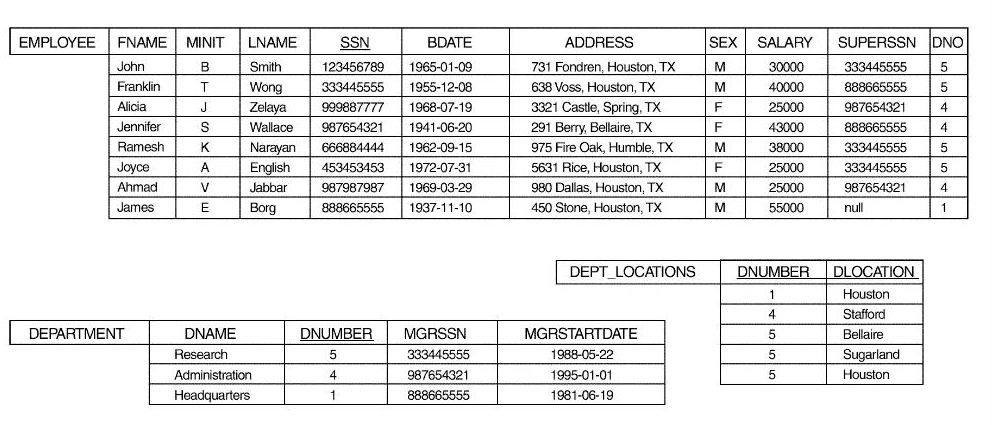 EMPLOYEE FNAME MINIT LNAME SSN BDATE ADDRESS SEX SALARY SUPERSSN DNO
John B Smith 123456789 1965-01-09 731 Fondren, Houston, TX M 30000 333445555 5
Franklin T Wong 333445555 1955-12-08 638 Voss, Houston, TX M 40000 888665555 5
Alicia J Zelaya 999887777 1968-07-19 3321 Castle, Spring, TX F 25000 987654321 4
Jennifer S Wallace 987654321 1941-06-20 291 Berry, Bellaire, TX F 43000 888665555 4
Ramesh K Narayan 666884444 1962-09-15 975 Fire Oak, Humble, TX M 38000 333445555 5
Joyce A English 453453453 1972-07-31 5631 Rice, Houston, TX F 25000 333445555 5
Ahmad V Jabbar 987987987 1969-03-29 980 Dallas, Houston, TX M 25000 987654321 4
James E Borg 888665555 1937-11-10 450 Stone, Houston, TX M 55000 null 1
DEPT_LOCATIONS DNUMBER DLOCATION
1 Houston
4 Stafford
5 Bellaire
5 Sugarland
5 Houston
DEPARTMENT DNAME DNUMBER MGRSSN MGRSTARTDATE
Research 5 333445555 1988-05-22
Administration 4 987654321 1995-01-01
Headquarters 1 888665555 1981-06-19